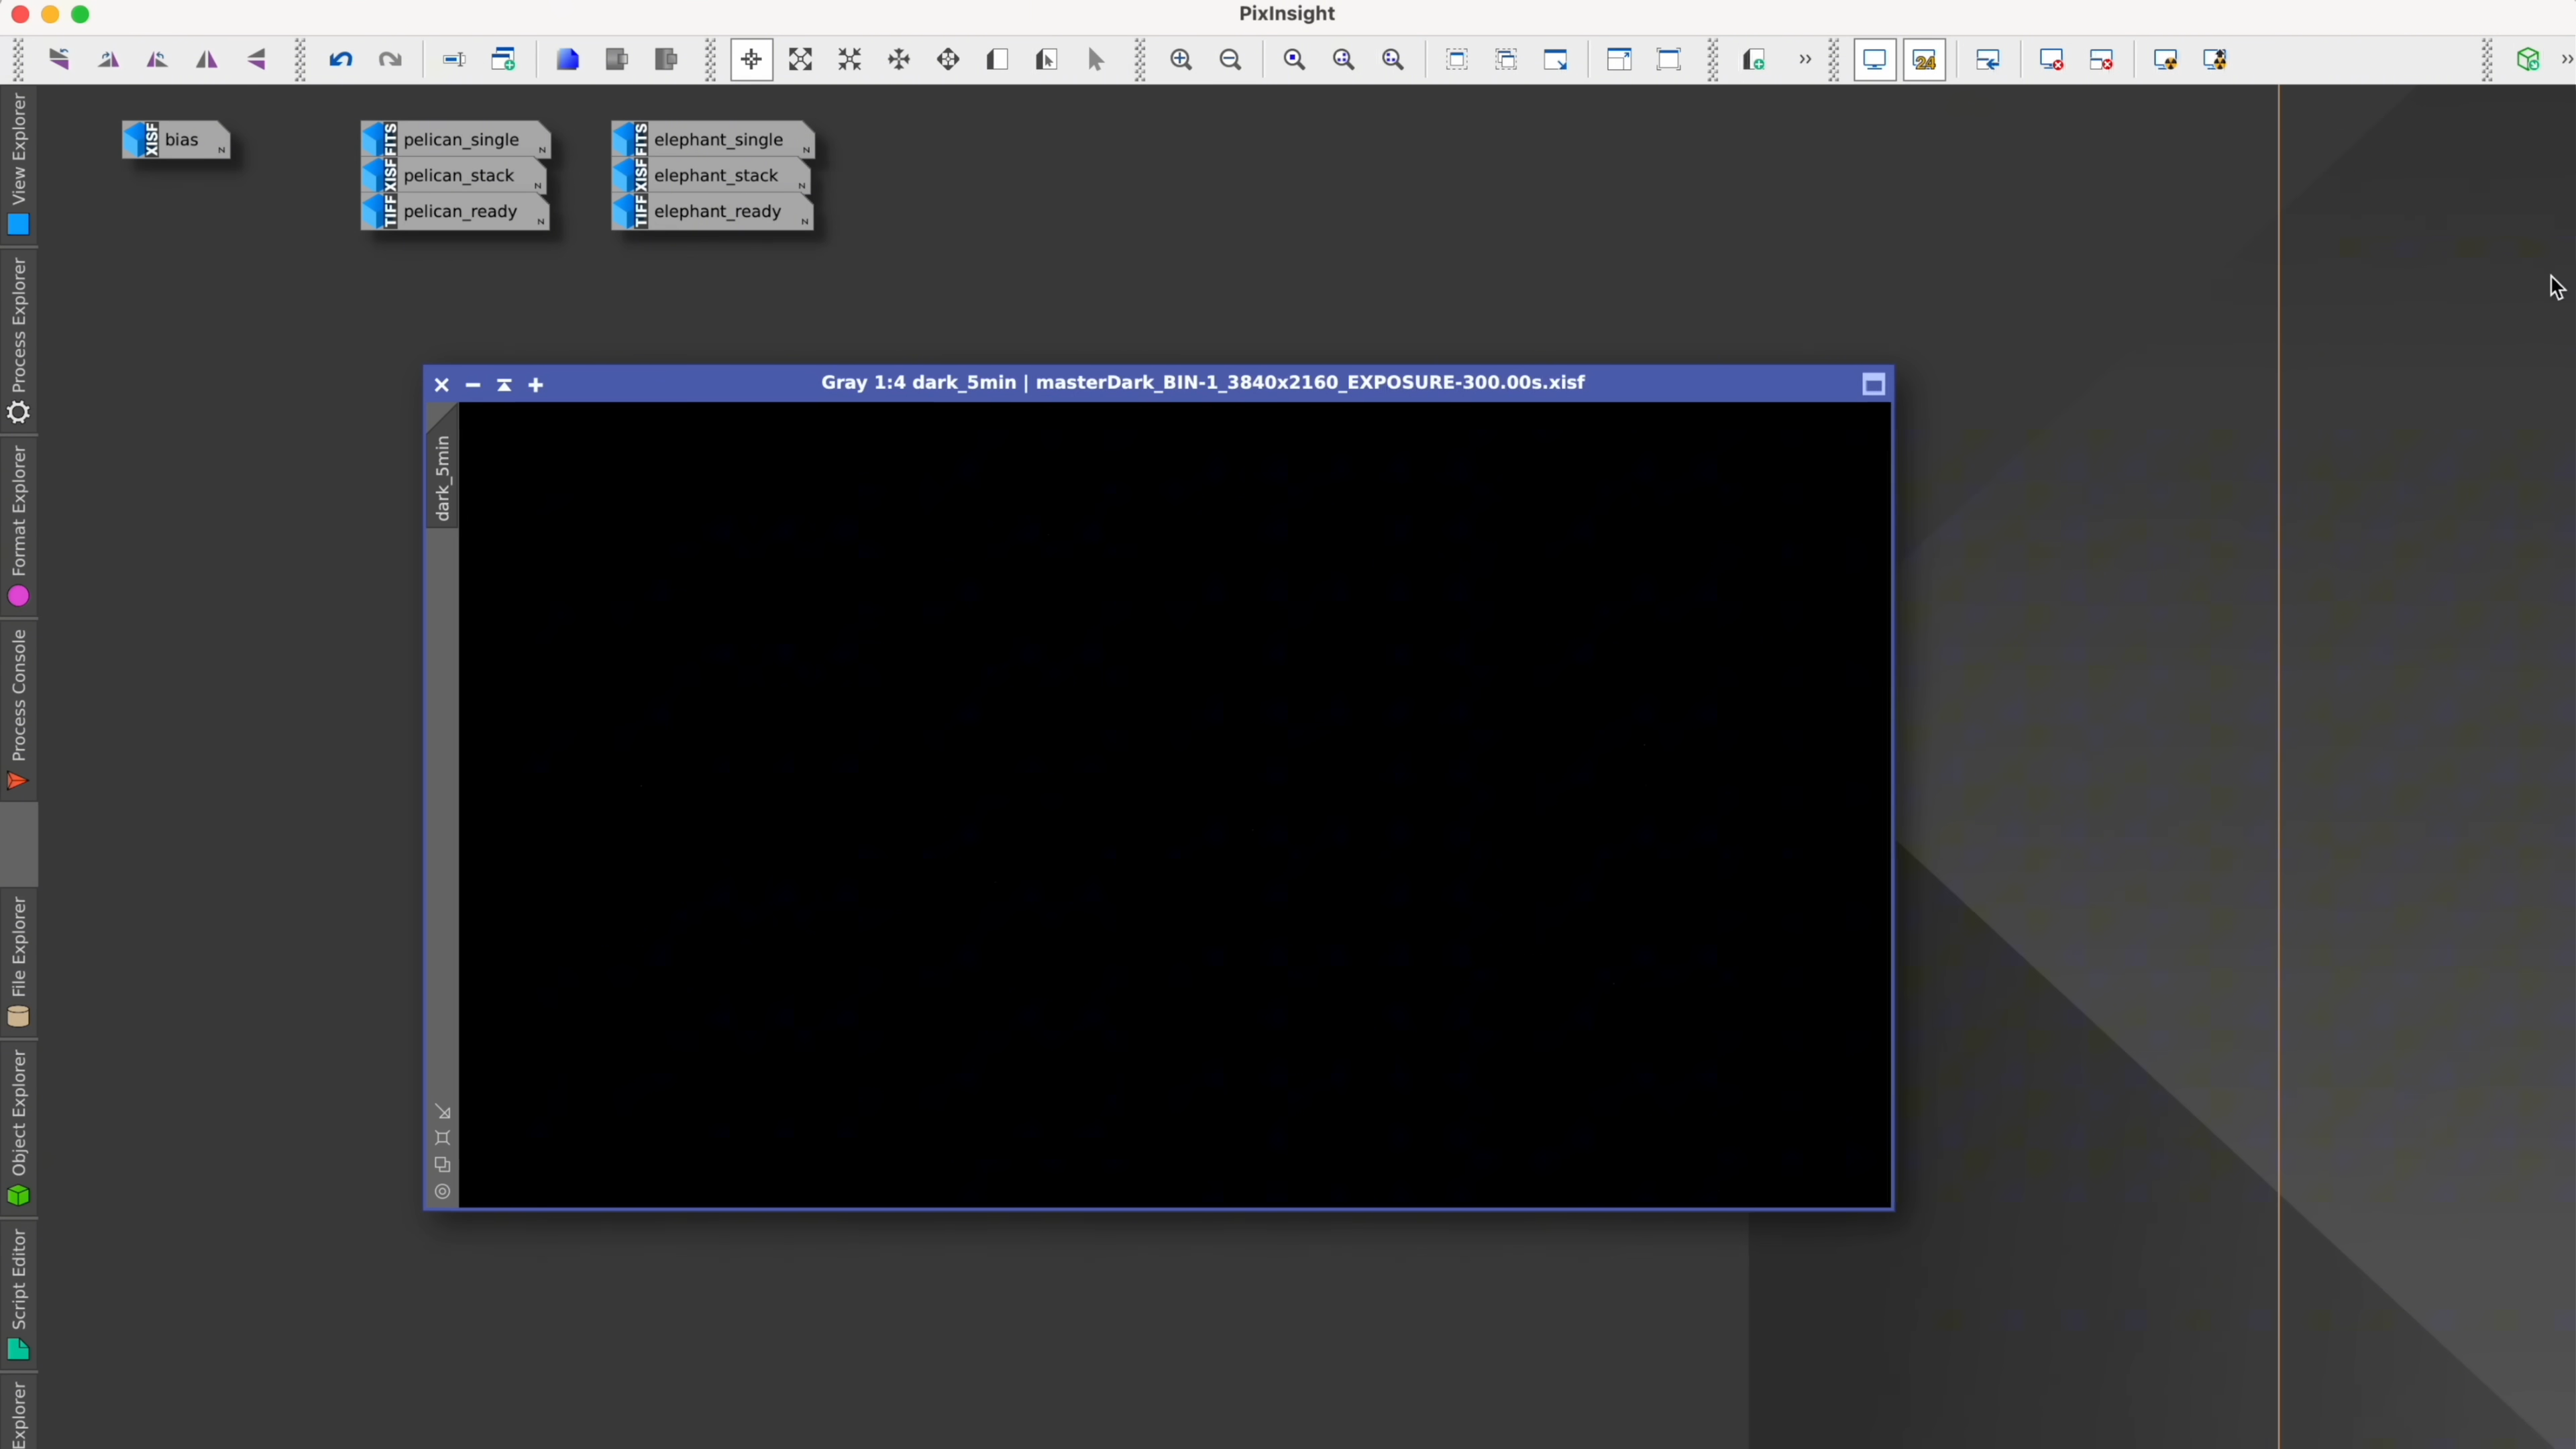 PixInsight
24
View Explorer
Process Explorer
Format Explorer
Process Console
File Explorer
Object Explorer
Script Editor
Explorer
XISF bias N
FITS pelican_single N
XISF pelican_stack N
TIFF pelican_ready N
FITS elephant_single N
XISF elephant_stack N
TIFF elephant_ready N
Gray 1:4 dark_5min | masterDark_BIN-1_3840x2160_EXPOSURE-300.00s.xisf
dark_5min